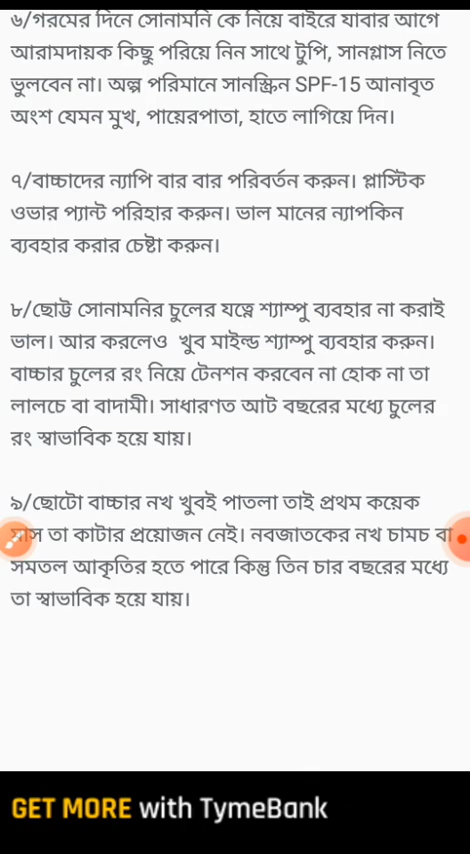 ৬/গরমের দিনে সোনামনি কে নিয়ে বাইরে যাবার আগে
আরামদায়ক কিছু পরিয়ে নিন সাথে টুপি, সানগ্লাস নিতে
ভুলবেন না। অল্প পরিমানে সানস্ক্রিন SPF-15 আনাবৃত
অংশ যেমন মুখ, পায়েরপাতা, হাতে লাগিয়ে দিন।
৭/বাচ্চাদের ন্যাপি বার বার পরিবর্তন করুন। প্লাস্টিক
ওভার প্যান্ট পরিহার করুন। ভাল মানের ন্যাপকিন
ব্যবহার করার চেষ্টা করুন।
৮/ছোট্ট সোনামনির চুলের যত্নে শ্যাম্পু ব্যবহার না করাই
ভাল। আর করলেও খুব মাইল্ড শ্যাম্পু ব্যবহার করুন।
বাচ্চার চুলের রং নিয়ে টেনশন করবেন না হোক না তা
লালচে বা বাদামী। সাধারণত আট বছরের মধ্যে চুলের
রং স্বাভাবিক হয়ে যায়।
৯/ছোটো বাচ্চার নখ খুবই পাতলা তাই প্রথম কয়েক
মাস তা কাটার প্রয়োজন নেই। নবজাতকের নখ চামচ বা
সমতল আকৃতির হতে পারে কিন্তু তিন চার বছরের মধ্যে
তা স্বাভাবিক হয়ে যায়।
GET MORE with TymeBank